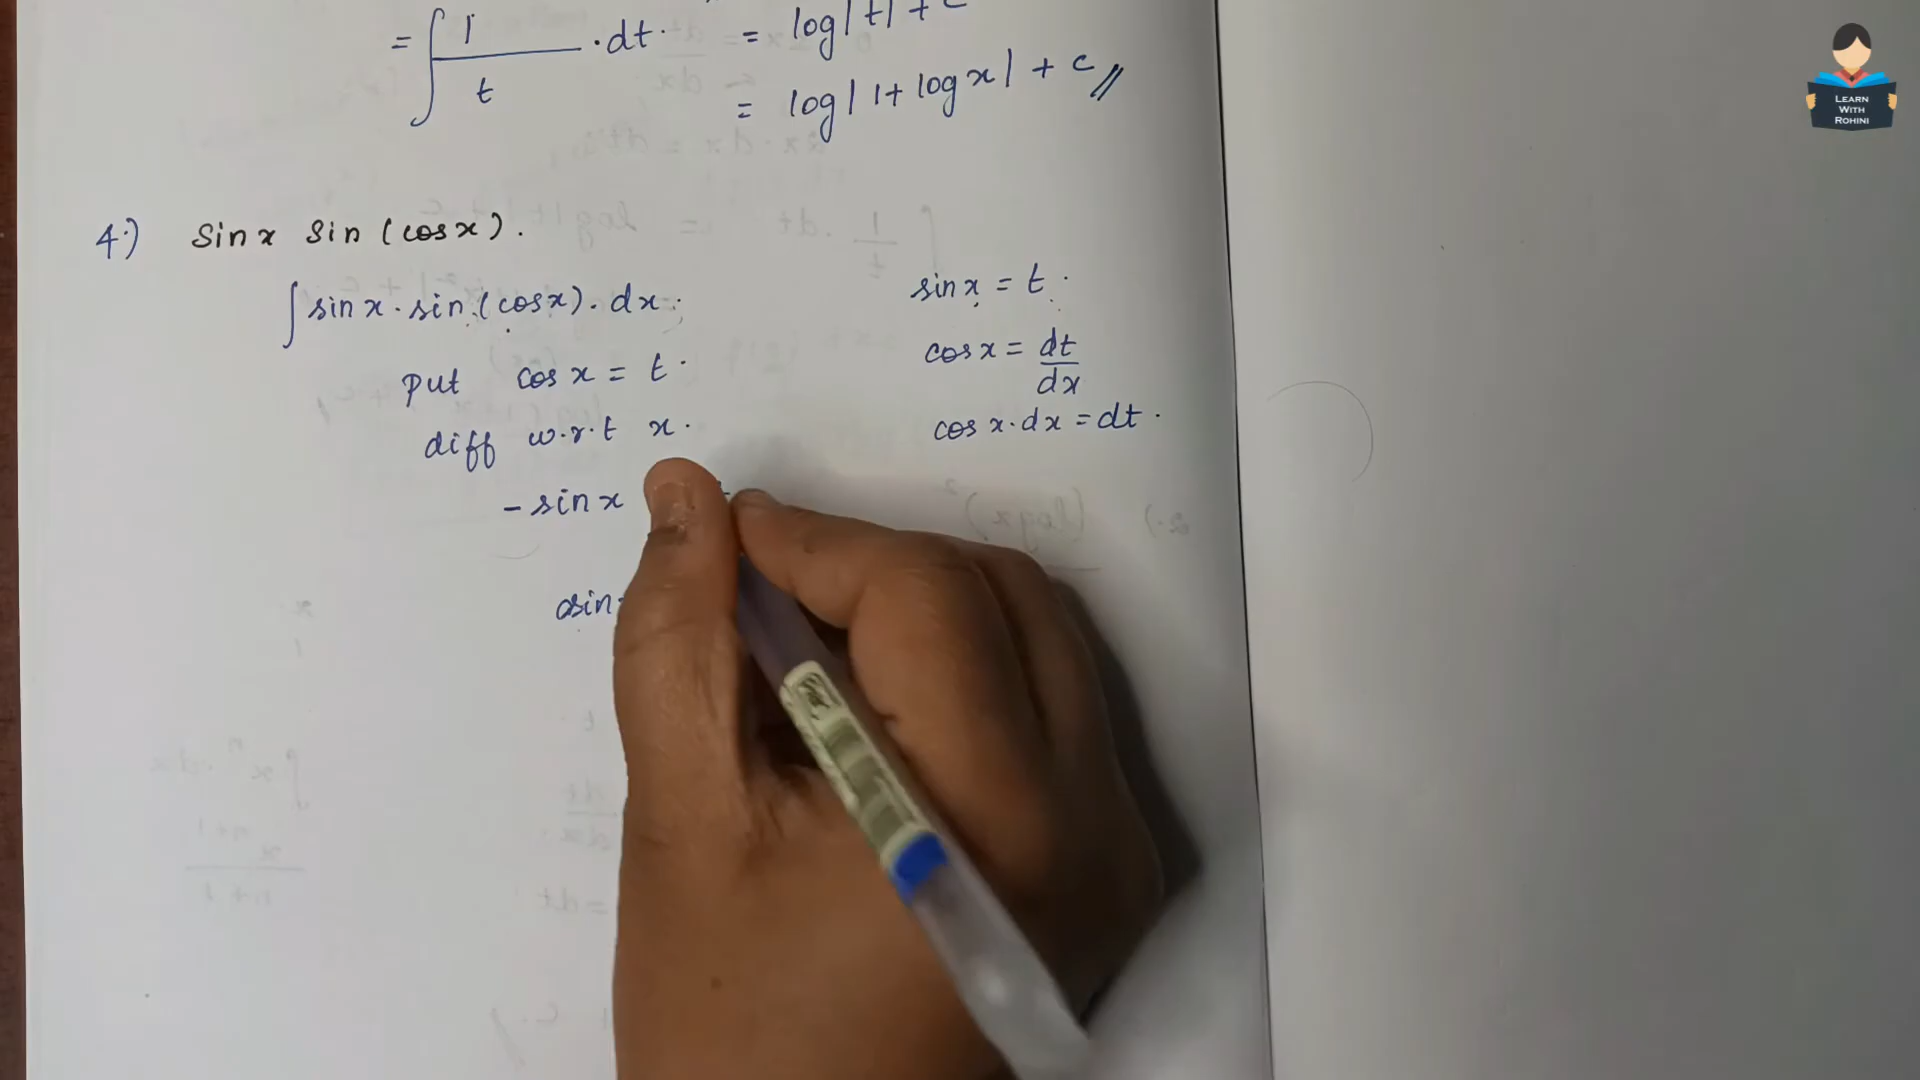 = ∫ 1/t · dt · = log|t| + c
= log|1 + log x| + c //
4.) Sin x Sin (cos x).
∫ sin x · sin (cos x) · dx
put cos x = t ·
diff w.r.t x ·
- sin x
sin
sin x = t ·
cos x = dt/dx
cos x · dx = dt ·
LEARN
WITH
ROHINI